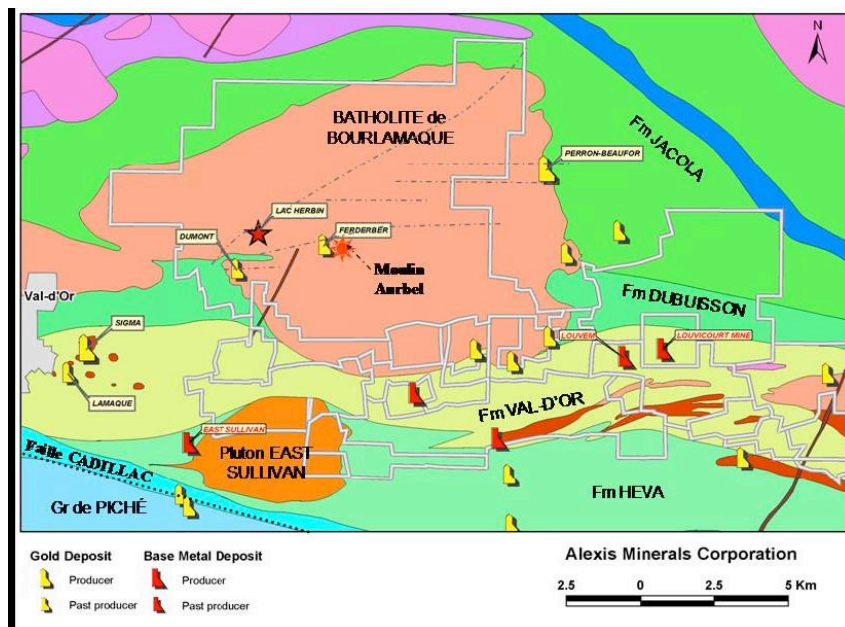 N
BATHOLITE de
BOURLAMAQUE
PERRON-BEAUFOR
Fm JACOLA
LAC HERBIN
DUMONT
FERDERBER
Moulin
Aurbel
Val-d'Or
Fm DUBUISSON
SIGMA
LOUVEM
LOUVICOURT MINE
LAMAQUE
Fm VAL-D'OR
EAST SULLIVAN
Pluton EAST
SULLIVAN
Faille CADILLAC
Gr de PICHÉ
Fm HEVA
Gold Deposit
Producer
Past producer
Base Metal Deposit
Producer
Past producer
Alexis Minerals Corporation
2.5 0 2.5 5 Km